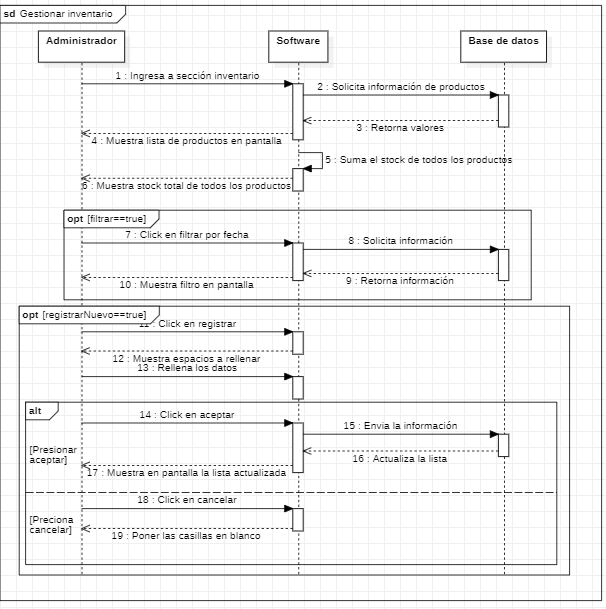 sd Gestionar inventario
Administrador
Software
Base de datos
1 : Ingresa a sección inventario
2 : Solicita información de productos
3 : Retorna valores
4 : Muestra lista de productos en pantalla
5 : Suma el stock de todos los productos
6 : Muestra stock total de todos los productos
opt [filtrar==true]
7 : Click en filtrar por fecha
8 : Solicita información
9 : Retorna información
10 : Muestra filtro en pantalla
opt [registrarNuevo==true]
11 : Click en registrar
12 : Muestra espacios a rellenar
13 : Rellena los datos
alt
14 : Click en aceptar
15 : Envia la información
[Presionar
aceptar]
16 : Actualiza la lista
17 : Muestra en pantalla la lista actualizada
18 : Click en cancelar
[Preciona
cancelar]
19 : Poner las casillas en blanco